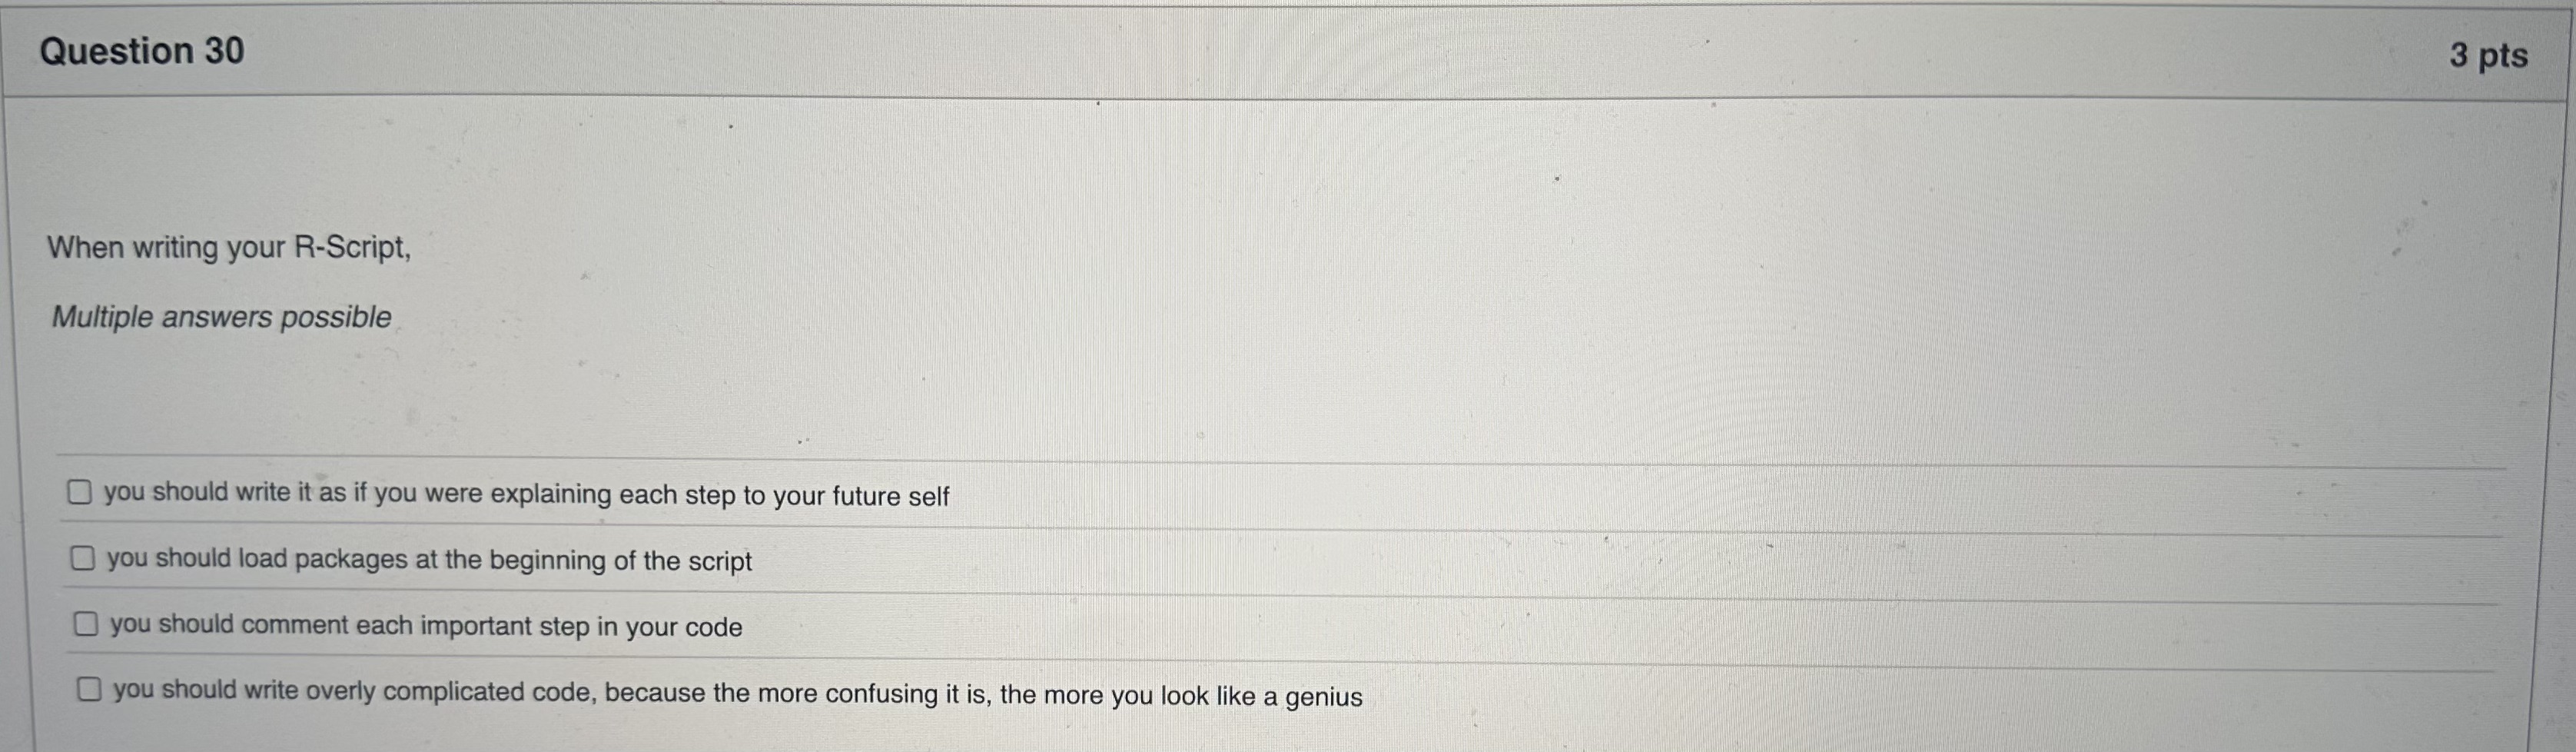 Question 30
3 pts
When writing your R-Script,
Multiple answers possible
you should write it as if you were explaining each step to your future self
you should load packages at the beginning of the script
you should comment each important step in your code
you should write overly complicated code, because the more confusing it is, the more you look like a genius